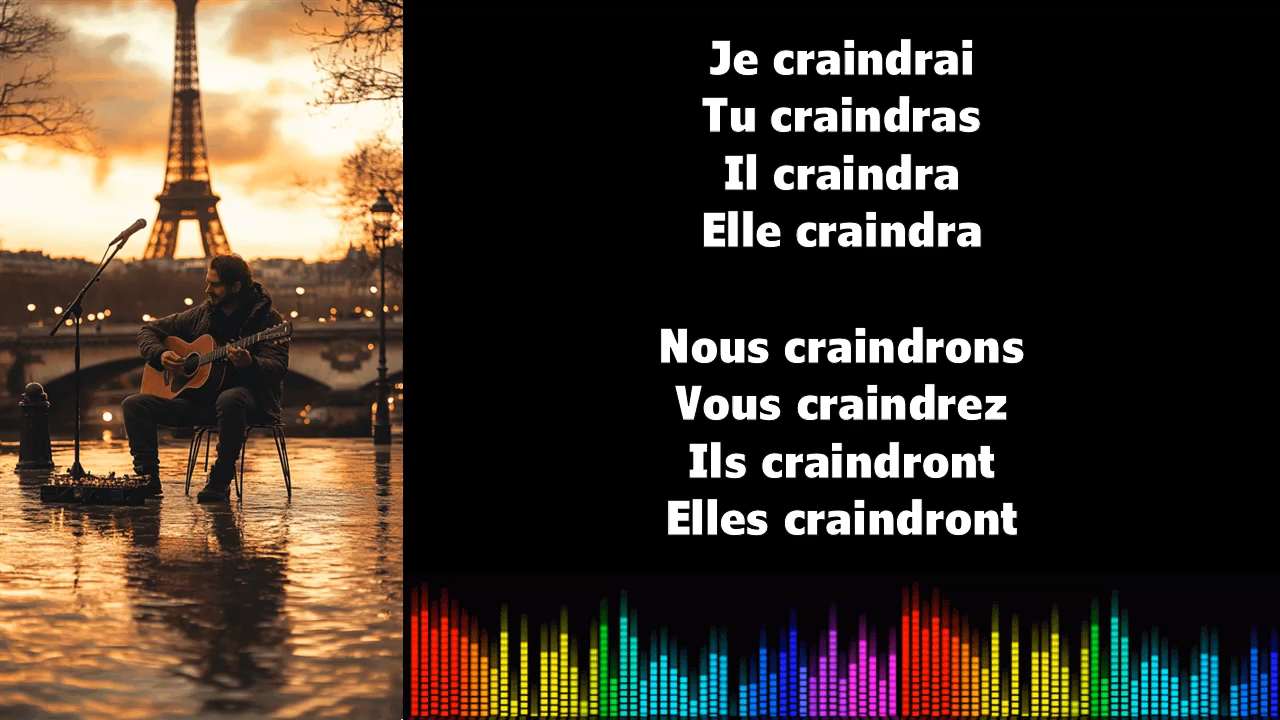 Je craindrai
Tu craindras
Il craindra
Elle craindra
Nous craindrons
Vous craindrez
Ils craindront
Elles craindront